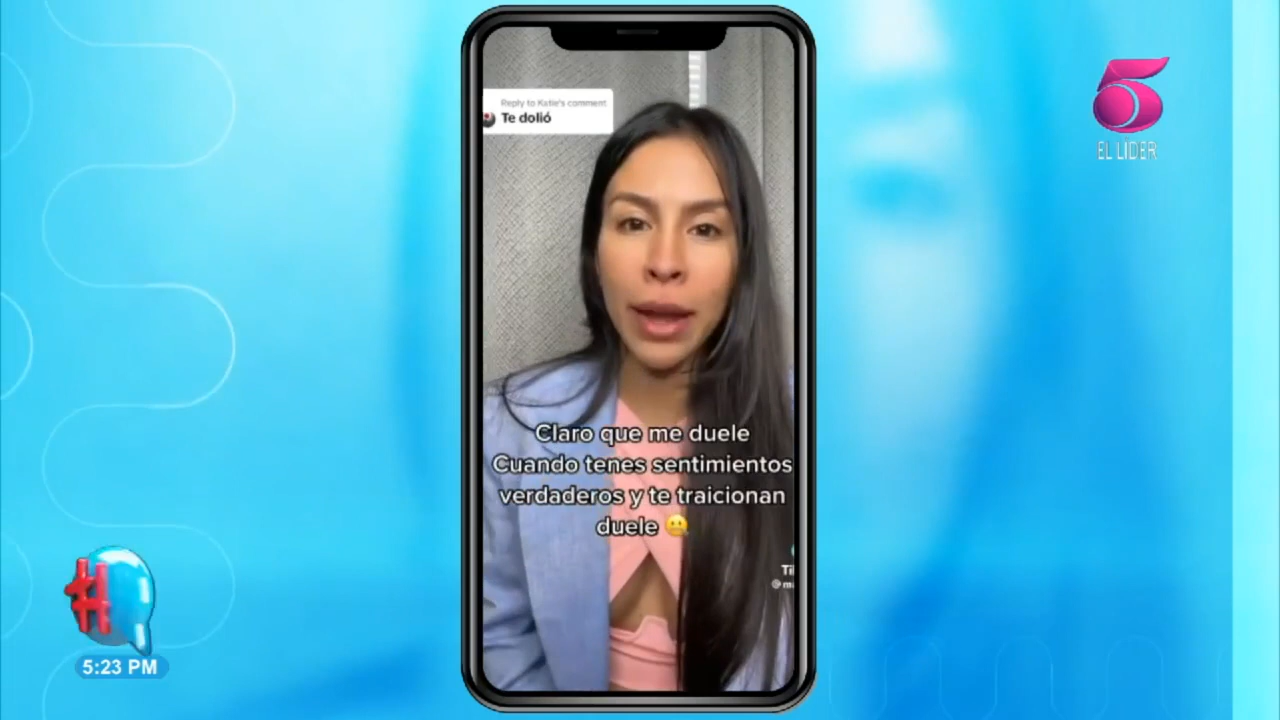 Reply to Katie's comment
Te dolió
5
EL LIDER
Claro que me duele
Cuando tenes sentimientos
verdaderos y te traicionan
duele 🤐
Ti
@m
#
5:23 PM